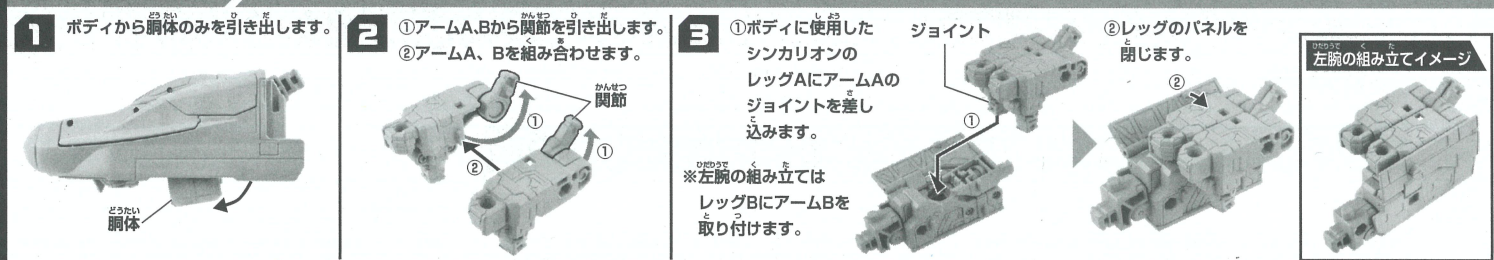 1
ボディから胴体のみを引き出します。
胴体
2
①アームA、Bから関節を引き出します。
②アームA、Bを組み合わせます。
関節
①
①
②
3
①ボディに使用した
シンカリオンの
レッグAにアームAの
ジョイントを差し
込みます。
※左腕の組み立ては
レッグBにアームBを
取り付けます。
ジョイント
①
②レッグのパネルを
閉じます。
②
左腕の組み立てイメージ